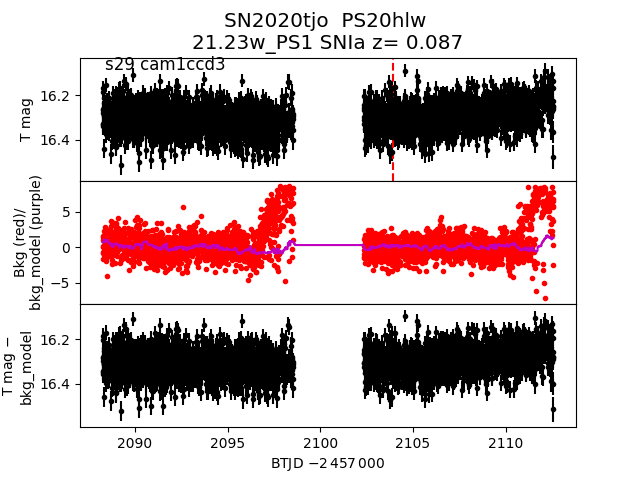 SN2020tjo  PS20hlw
21.23w_PS1 SNIa z= 0.087
s29 cam1ccd3
T mag
16.2
16.4
Bkg (red)/
bkg_model (purple)
5
0
−5
T mag −
bkg_model
16.2
16.4
2090
2095
2100
2105
2110
BTJD −2 457 000